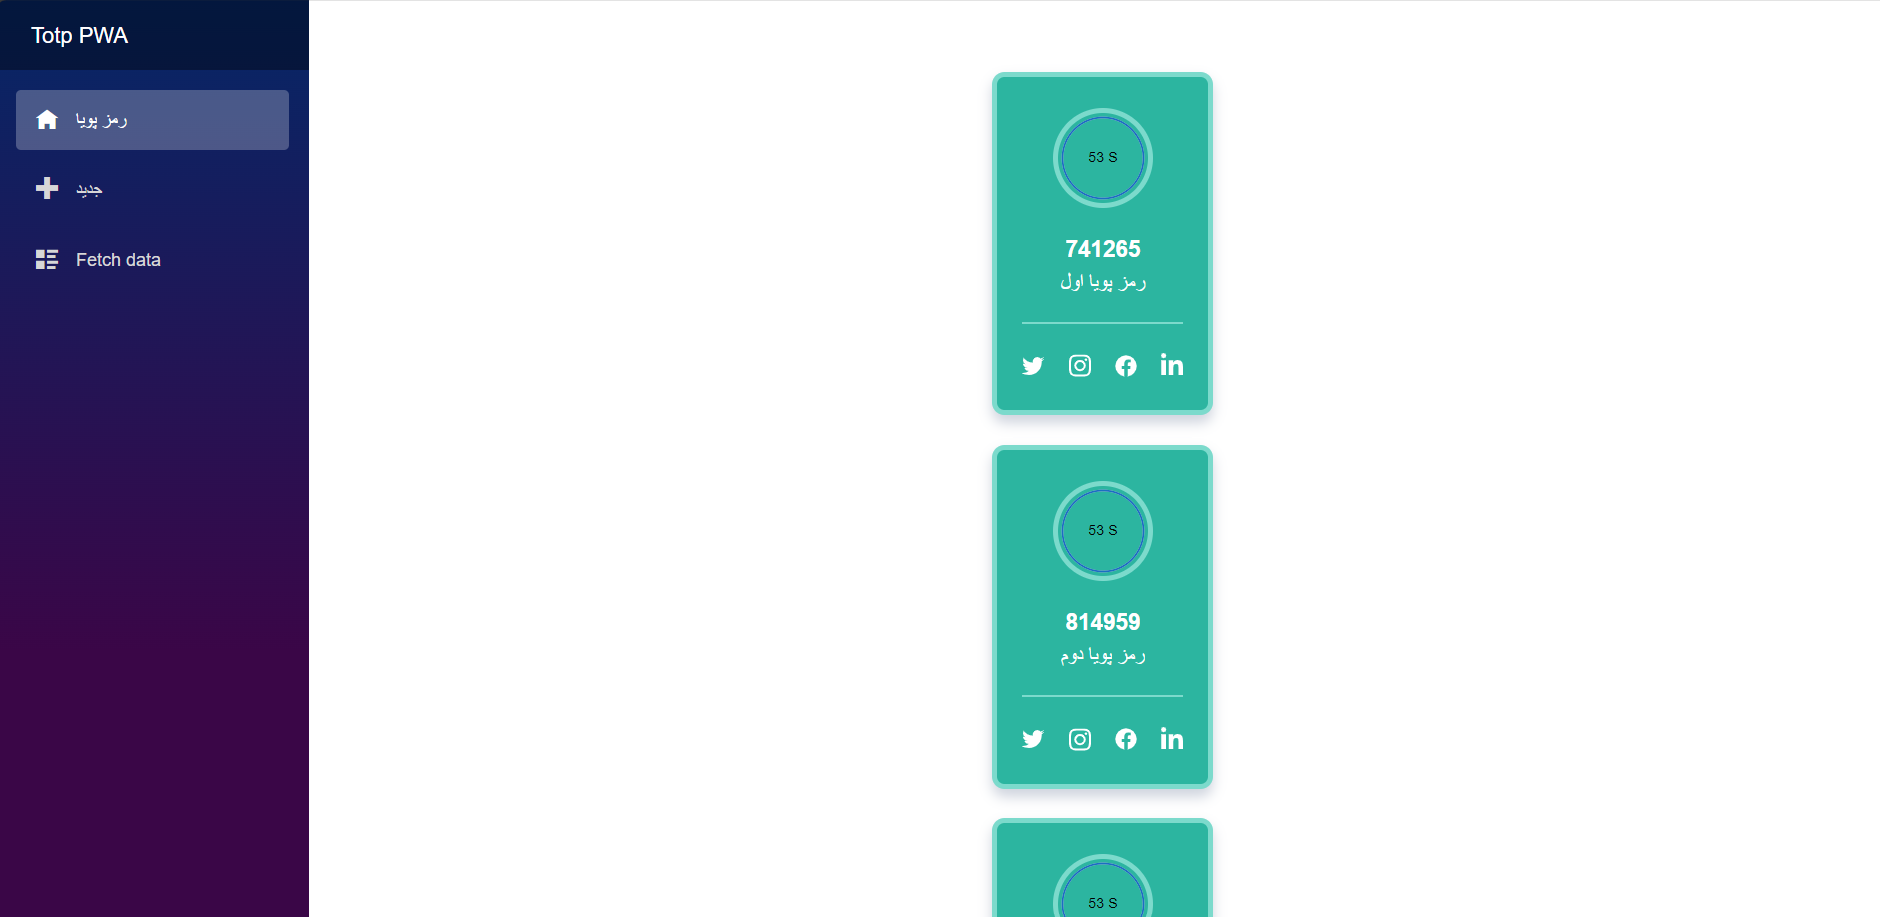 Totp PWA
رمز پویا
جدید
Fetch data
53 S
741265
رمز پویا اول
53 S
814959
رمز پویا دوم
53 S